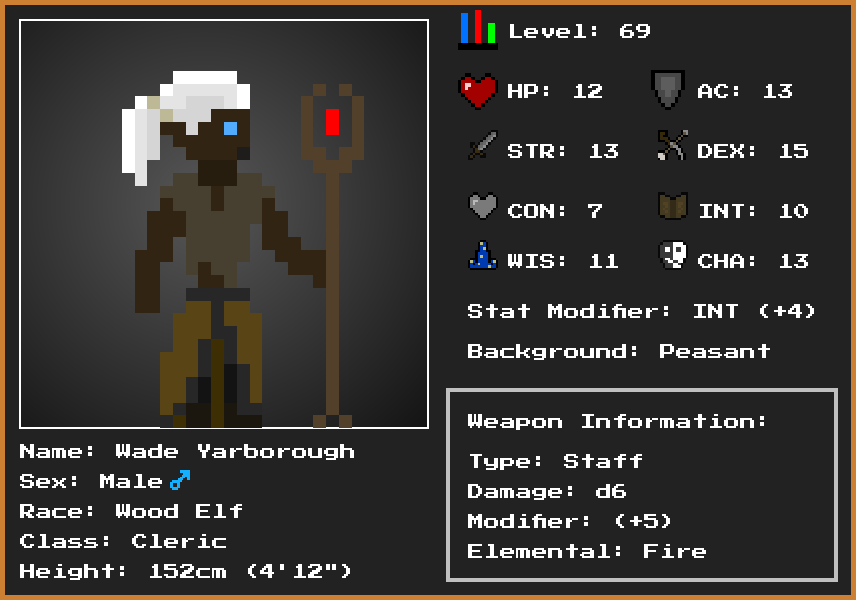 Level: 69
HP: 12 AC: 13
STR: 13 DEX: 15
CON: 7 INT: 10
WIS: 11 CHA: 13
Stat Modifier: INT (+4)
Background: Peasant
Weapon Information:
Type: Staff
Damage: d6
Modifier: (+5)
Elemental: Fire
Name: Wade Yarborough
Sex: Male ♂
Race: Wood Elf
Class: Cleric
Height: 152cm (4'12")